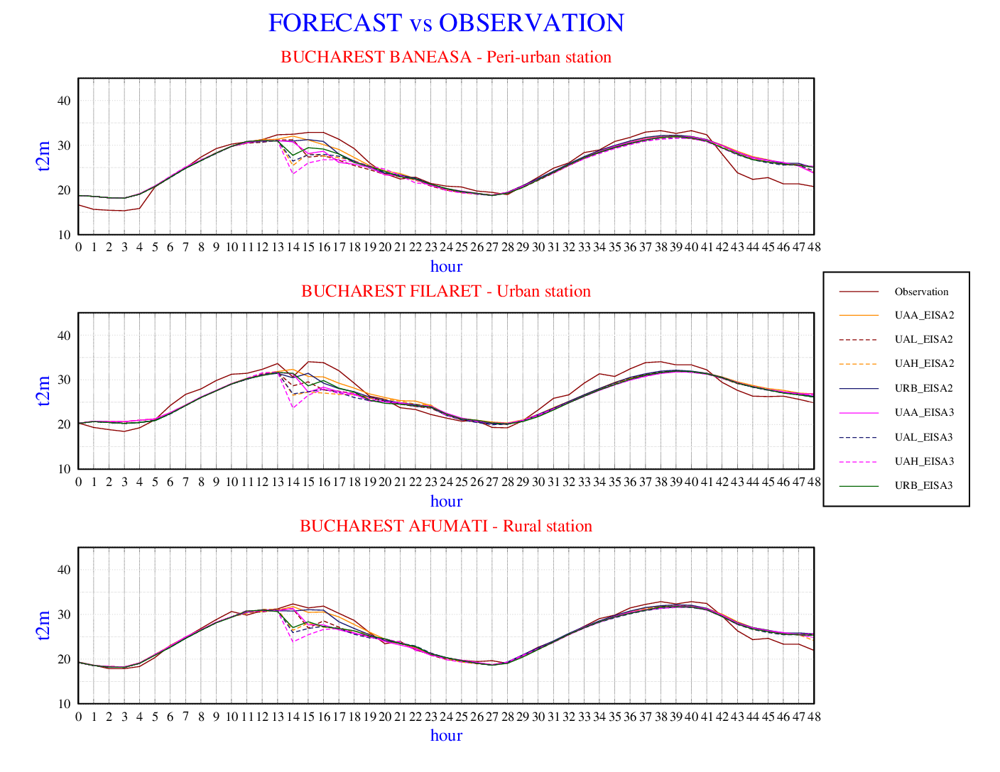 FORECAST vs OBSERVATION
BUCHAREST BANEASA - Peri-urban station
40
30
20
10
t2m
0 1 2 3 4 5 6 7 8 9 10 11 12 13 14 15 16 17 18 19 20 21 22 23 24 25 26 27 28 29 30 31 32 33 34 35 36 37 38 39 40 41 42 43 44 45 46 47 48
hour
BUCHAREST FILARET - Urban station
40
30
20
10
t2m
0 1 2 3 4 5 6 7 8 9 10 11 12 13 14 15 16 17 18 19 20 21 22 23 24 25 26 27 28 29 30 31 32 33 34 35 36 37 38 39 40 41 42 43 44 45 46 47 48
hour
Observation
UAA_EISA2
UAL_EISA2
UAH_EISA2
URB_EISA2
UAA_EISA3
UAL_EISA3
UAH_EISA3
URB_EISA3
BUCHAREST AFUMATI - Rural station
40
30
20
10
t2m
0 1 2 3 4 5 6 7 8 9 10 11 12 13 14 15 16 17 18 19 20 21 22 23 24 25 26 27 28 29 30 31 32 33 34 35 36 37 38 39 40 41 42 43 44 45 46 47 48
hour